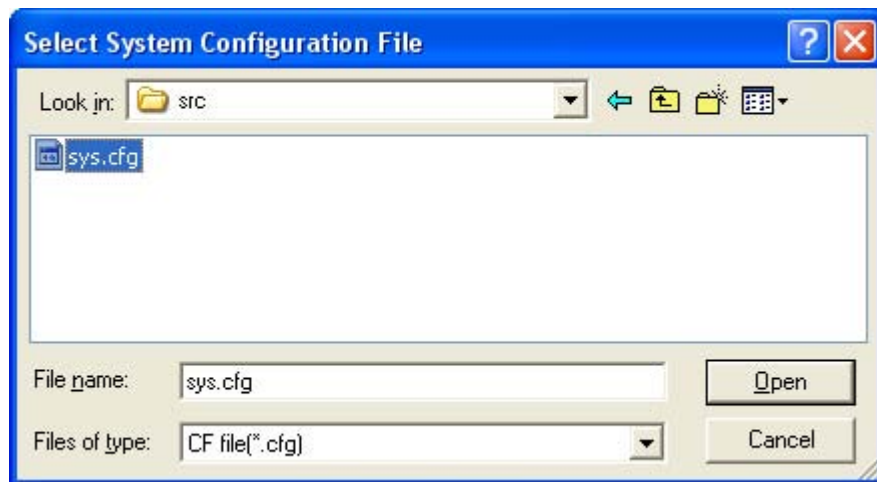 Select System Configuration File
Look in: src
sys.cfg
File name: sys.cfg Open
Files of type: CF file(*.cfg) Cancel